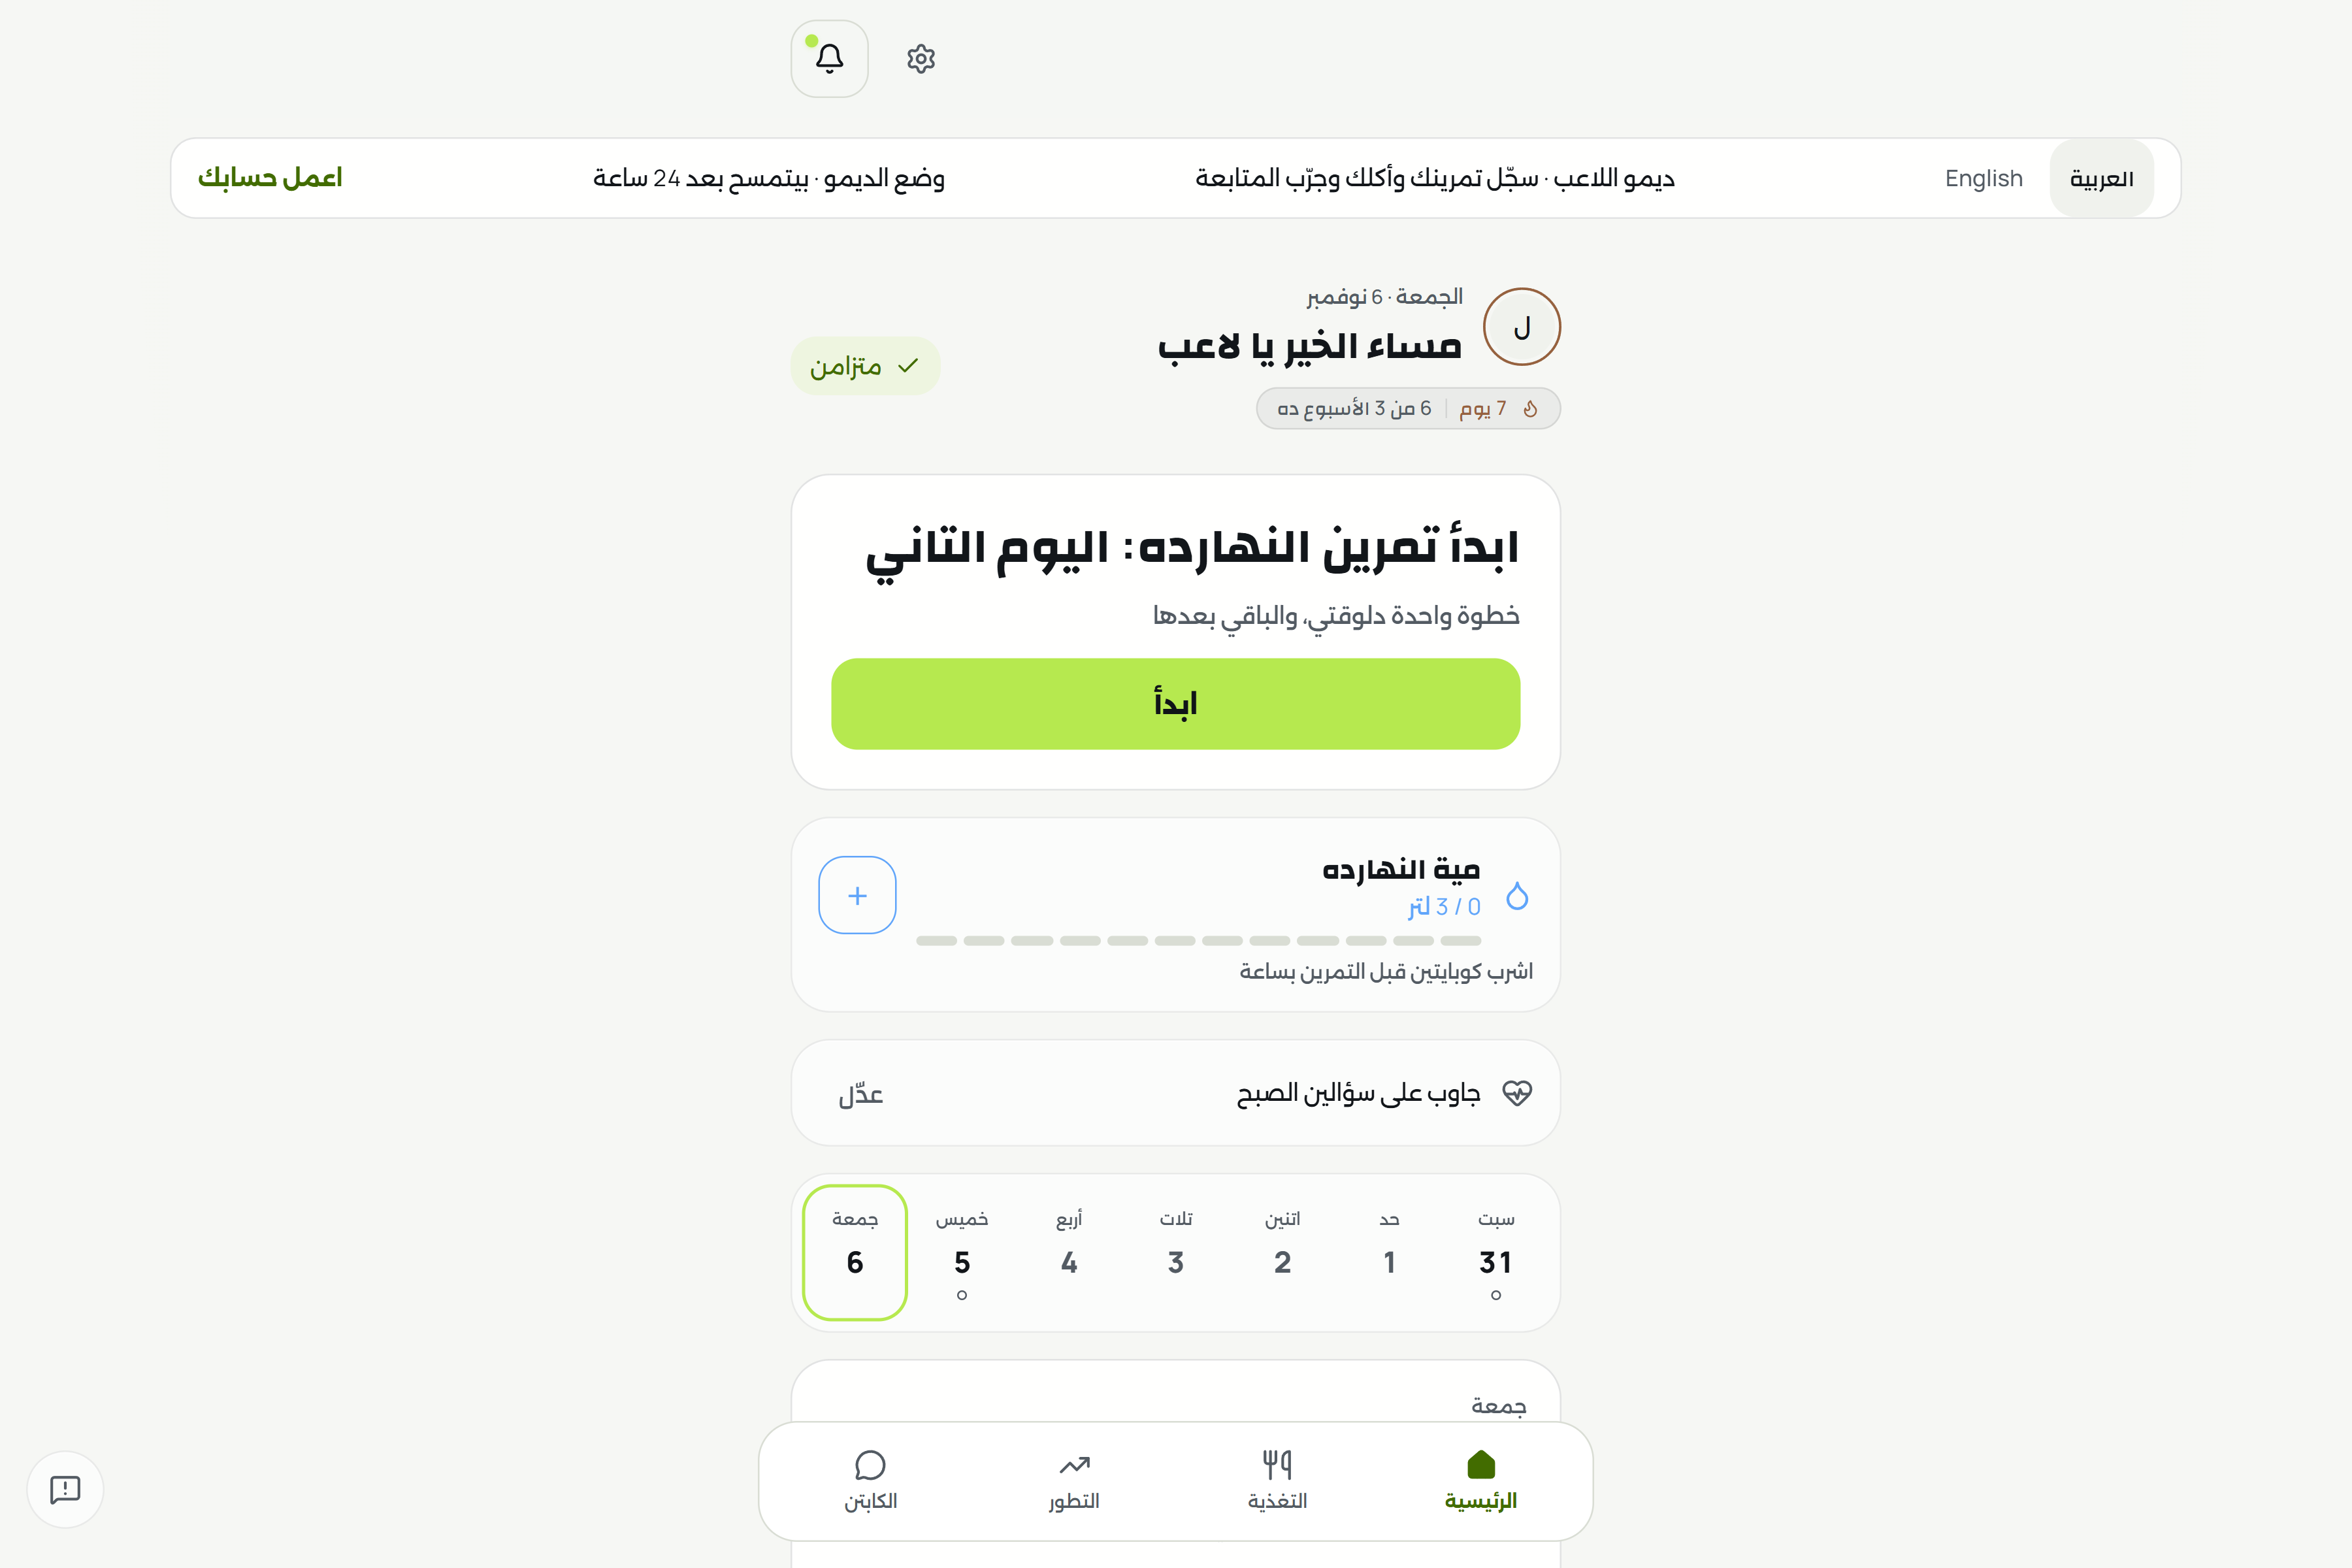 العربية
English
ديمو اللاعب · سجّل تمرينك وأكلك وجرّب المتابعة
وضع الديمو · بيتمسح بعد 24 ساعة
اعمل حسابك
ل
الجمعة · 6 نوفمبر
مساء الخير يا لاعب
متزامن
7 يوم
6 من 3 الأسبوع ده
ابدأ تمرين النهارده: اليوم التاني
خطوة واحدة دلوقتي، والباقي بعدها
ابدأ
مية النهارده
0 / 3 لتر
+
اشرب كوبايتين قبل التمرين بساعة
جاوب على سؤالين الصبح
عدّل
سبت
حد
اتنين
تلات
أربع
خميس
جمعة
31
1
2
3
4
5
6
جمعة
الرئيسية
التغذية
التطور
الكابتن